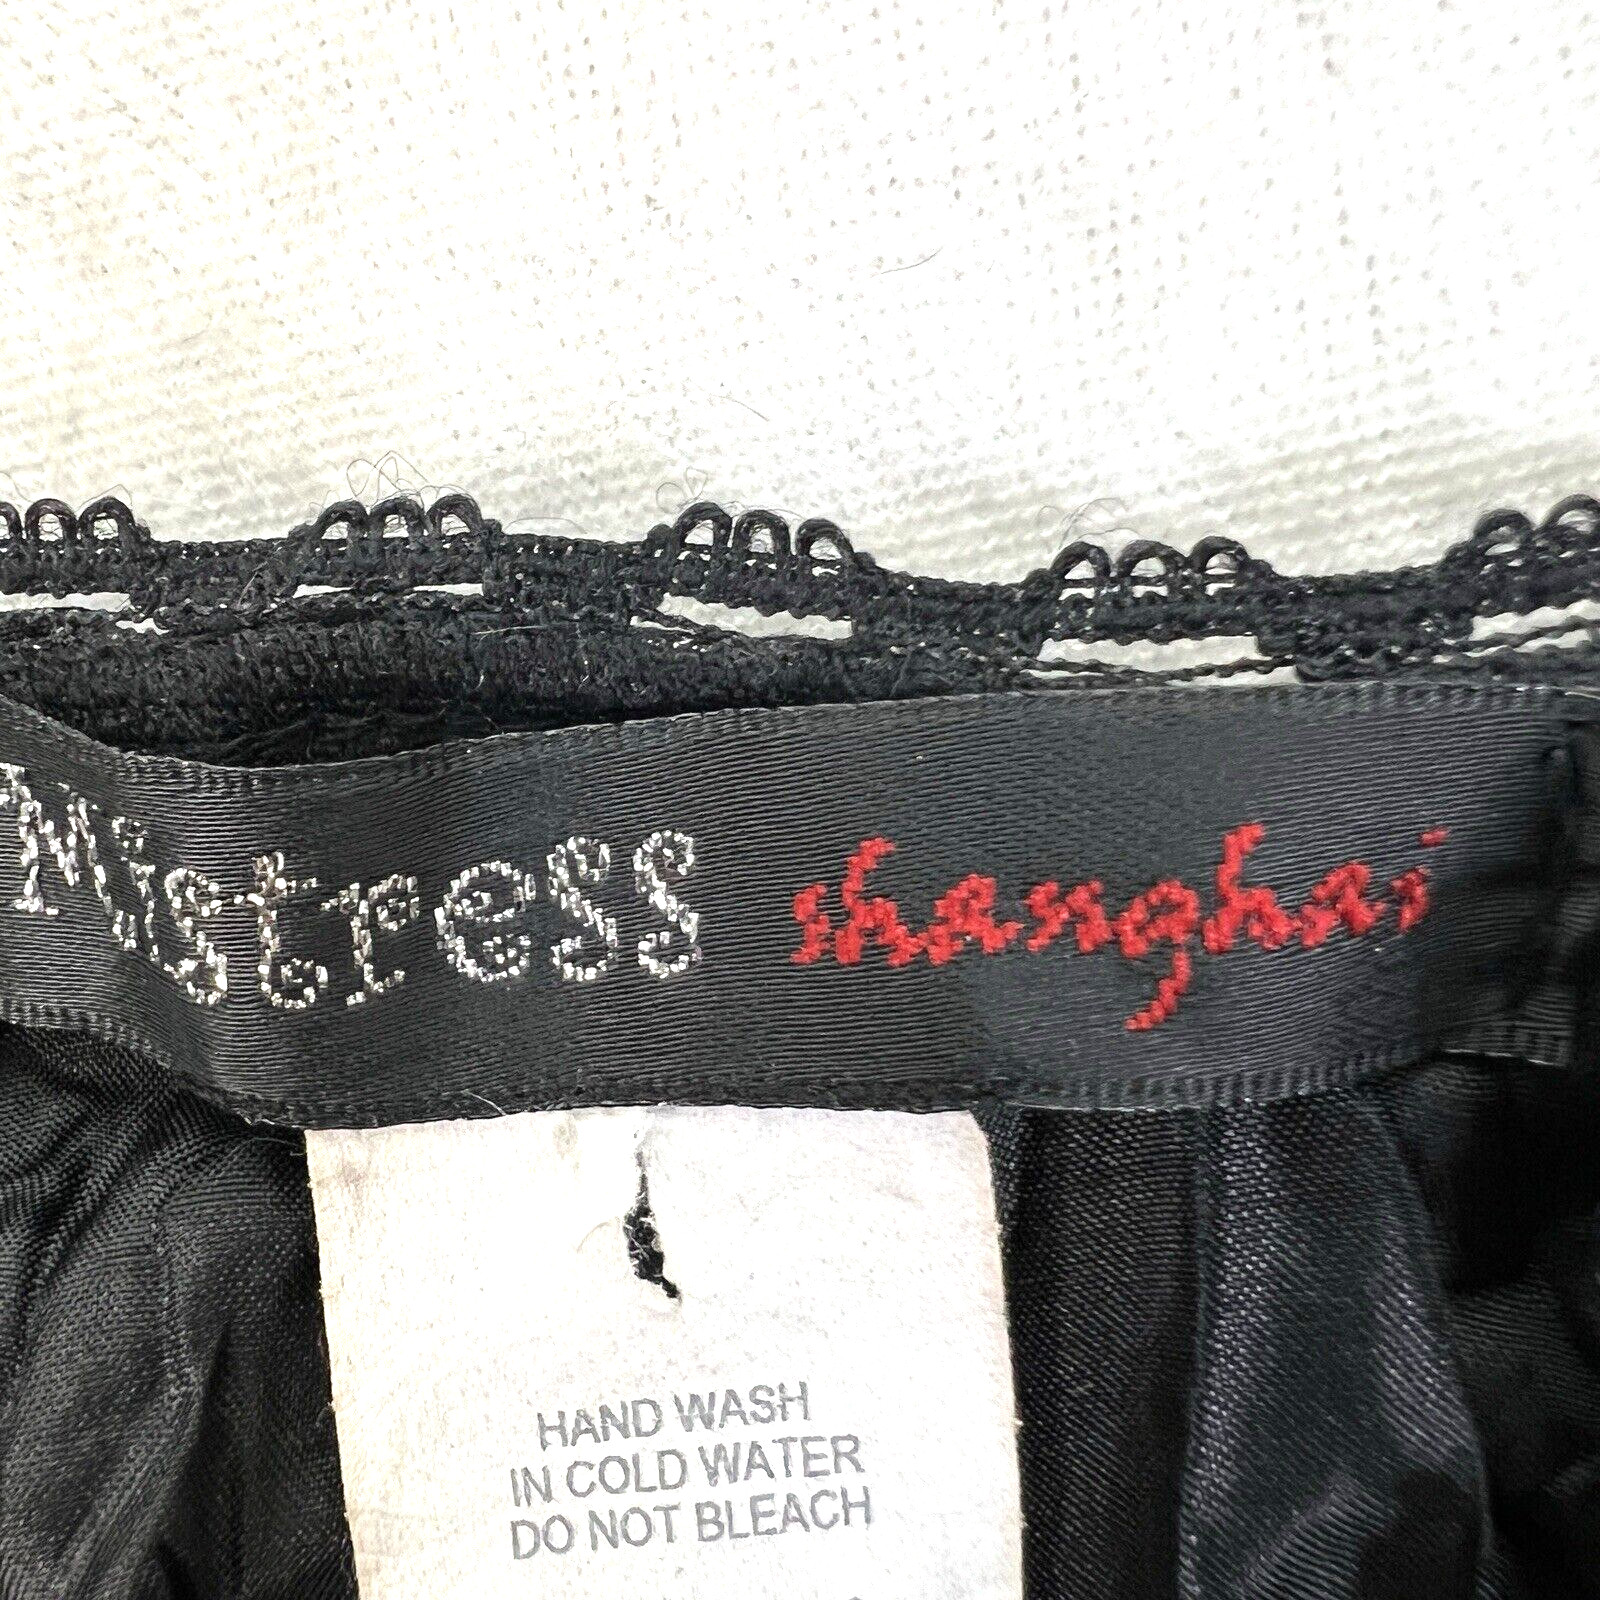 Mistress shanghai
HAND WASH
IN COLD WATER
DO NOT BLEACH